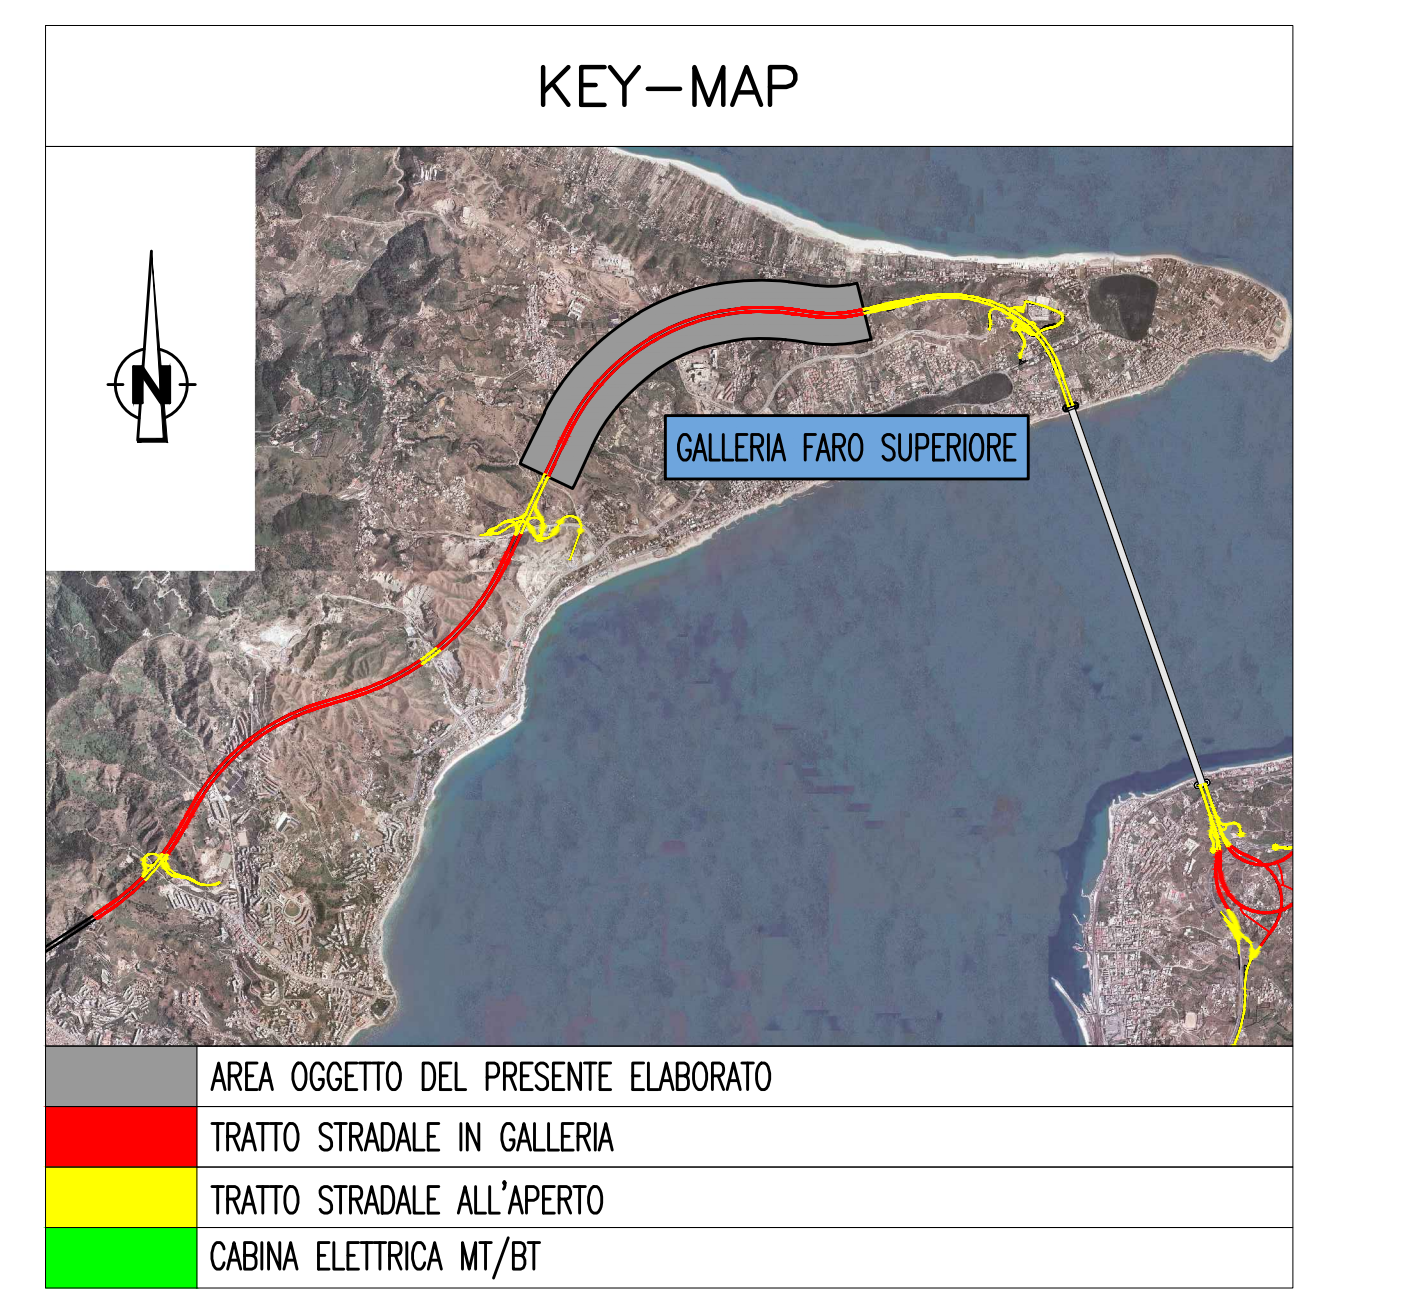 KEY-MAP
N
GALLERIA FARO SUPERIORE
AREA OGGETTO DEL PRESENTE ELABORATO
TRATTO STRADALE IN GALLERIA
TRATTO STRADALE ALL'APERTO
CABINA ELETTRICA MT/BT